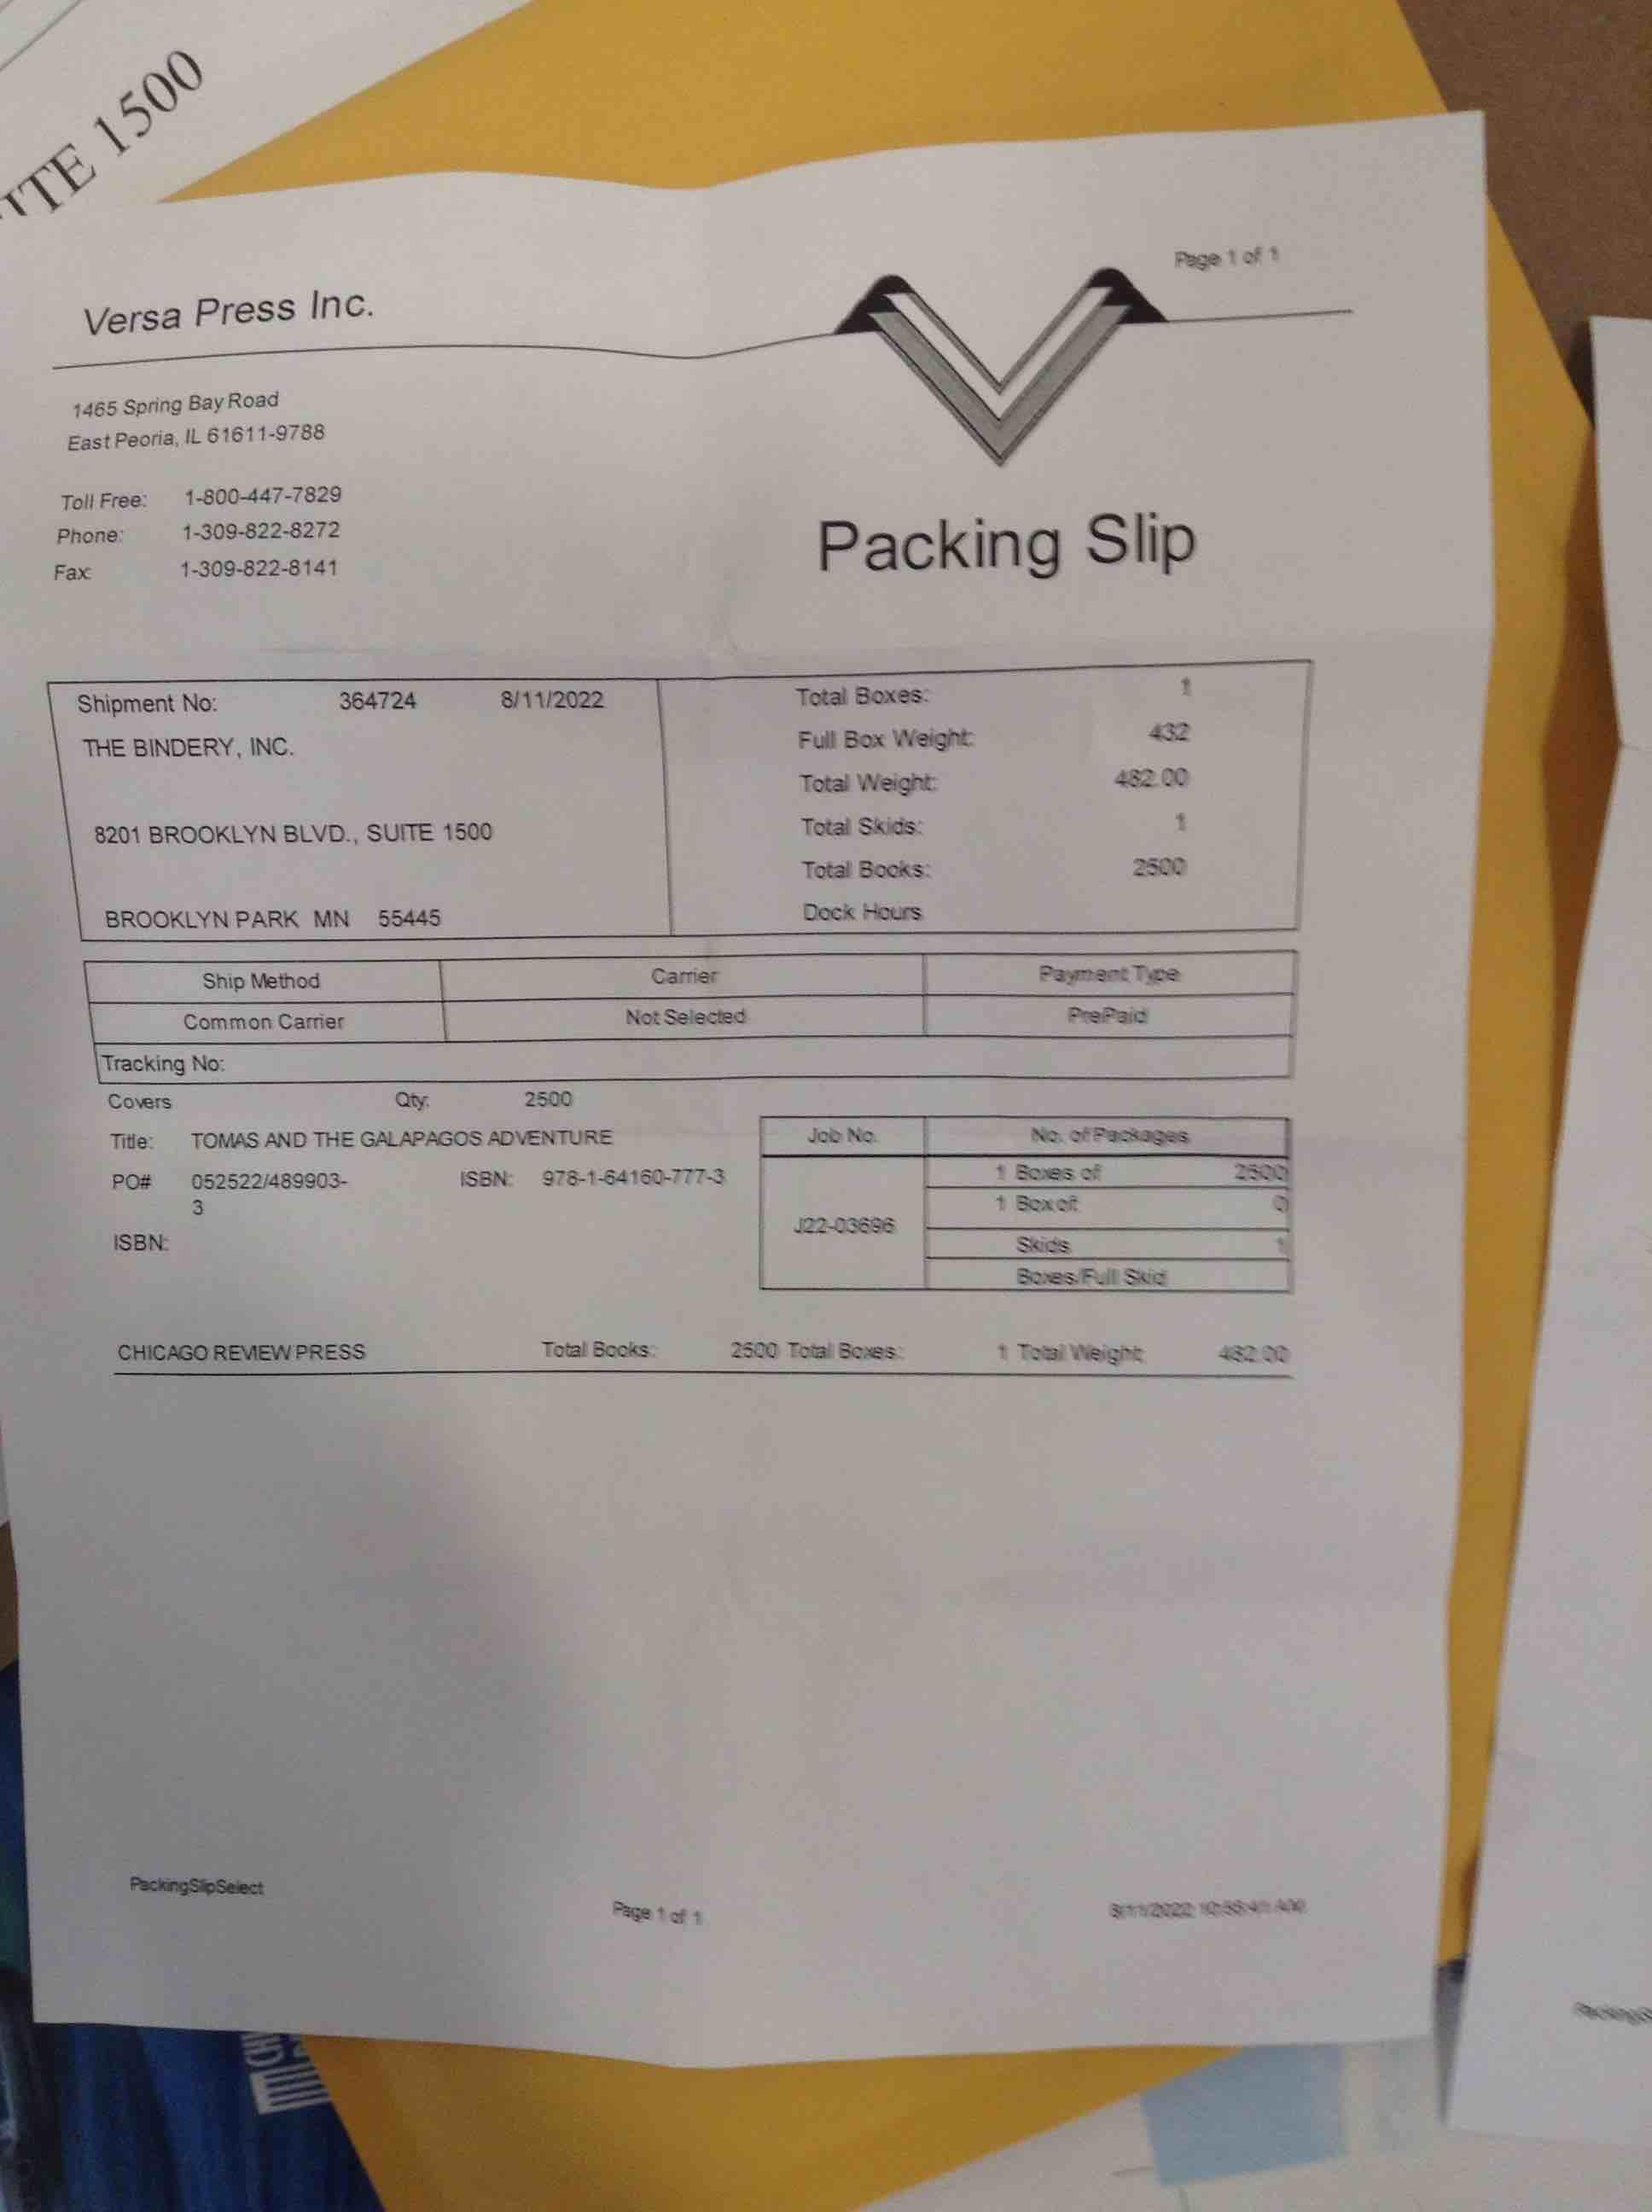 ITE 1500
Page 1 of 1
Versa Press Inc.
1465 Spring Bay Road
East Peoria, IL 61611-9788
Toll Free: 1-800-447-7829
Phone: 1-309-822-8272
Fax: 1-309-822-8141
Packing Slip
Shipment No: 364724 8/11/2022
THE BINDERY, INC.
8201 BROOKLYN BLVD., SUITE 1500
BROOKLYN PARK MN 55445
Total Boxes: 1
Full Box Weight: 432
Total Weight: 482.00
Total Skids: 1
Total Books: 2500
Dock Hours
Ship Method Carrier Payment Type
Common Carrier Not Selected PrePaid
Tracking No:
Covers Qty: 2500
Title: TOMAS AND THE GALAPAGOS ADVENTURE
PO# 052522/489903-
3
ISBN: 978-1-64160-777-3
ISBN:
Job No. No. of Packages
J22-03696
1 Boxes of 2500
1 Box of: 0
Skids 1
Boxes/Full Skid
CHICAGO REVIEW PRESS Total Books: 2500 Total Boxes: 1 Total Weight: 482.00
PackingSlipSelect
Page 1 of 1
8/11/2022